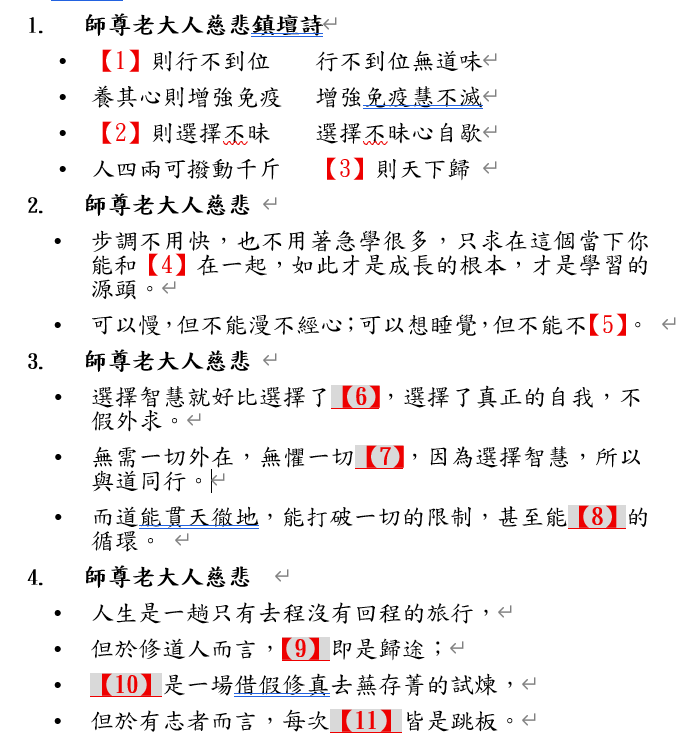 1. 師尊老大人慈悲鎮壇詩
• 【1】則行不到位 行不到位無道味
• 養其心則增強免疫 增強免疫慧不滅
• 【2】則選擇不昧 選擇不昧心自歇
• 人四兩可撥動千斤 【3】則天下歸
2. 師尊老大人慈悲
• 步調不用快，也不用著急學很多，只求在這個當下你
能和【4】在一起，如此才是成長的根本，才是學習的
源頭。
• 可以慢，但不能漫不經心；可以想睡覺，但不能不【5】。
3. 師尊老大人慈悲
• 選擇智慧就好比選擇了【6】，選擇了真正的自我，不
假外求。
• 無需一切外在，無懼一切【7】，因為選擇智慧，所以
與道同行。
• 而道能貫天徹地，能打破一切的限制，甚至能【8】的
循環。
4. 師尊老大人慈悲
• 人生是一趟只有去程沒有回程的旅行，
• 但於修道人而言，【9】即是歸途；
• 【10】是一場借假修真去蕪存菁的試煉，
• 但於有志者而言，每次【11】皆是跳板。